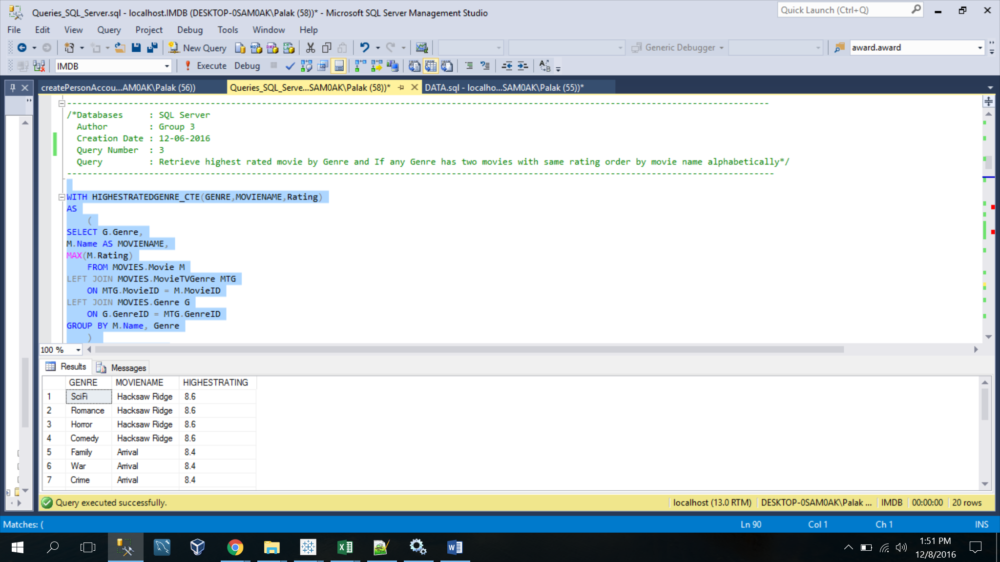 Queries_SQL_Server.sql - localhost.IMDB (DESKTOP-0SAM0AK\Palak (58))* - Microsoft SQL Server Management Studio
Quick Launch (Ctrl+Q)
File Edit View Query Project Debug Tools Window Help
New Query
Generic Debugger
award.award
IMDB
Execute Debug
createPersonAccou...AM0AK\Palak (56))
Queries_SQL_Serve...SAM0AK\Palak (58))*
DATA.sql - localho...SAM0AK\Palak (55))*
/*Databases : SQL Server
Author : Group 3
Creation Date : 12-06-2016
Query Number : 3
Query : Retrieve highest rated movie by Genre and If any Genre has two movies with same rating order by movie name alphabetically*/
WITH HIGHESTRATEDGENRE_CTE(GENRE,MOVIENAME,Rating)
AS
(
SELECT G.Genre,
M.Name AS MOVIENAME,
MAX(M.Rating)
FROM MOVIES.Movie M
LEFT JOIN MOVIES.MovieTVGenre MTG
ON MTG.MovieID = M.MovieID
LEFT JOIN MOVIES.Genre G
ON G.GenreID = MTG.GenreID
GROUP BY M.Name, Genre
)
100 %
Results Messages
GENRE MOVIENAME HIGHESTRATING
1 SciFi Hacksaw Ridge 8.6
2 Romance Hacksaw Ridge 8.6
3 Horror Hacksaw Ridge 8.6
4 Comedy Hacksaw Ridge 8.6
5 Family Arrival 8.4
6 War Arrival 8.4
7 Crime Arrival 8.4
Query executed successfully.
localhost (13.0 RTM) DESKTOP-0SAM0AK\Palak ... IMDB 00:00:00 20 rows
Matches: (
Ln 90 Col 1 Ch 1 INS
1:51 PM
12/8/2016